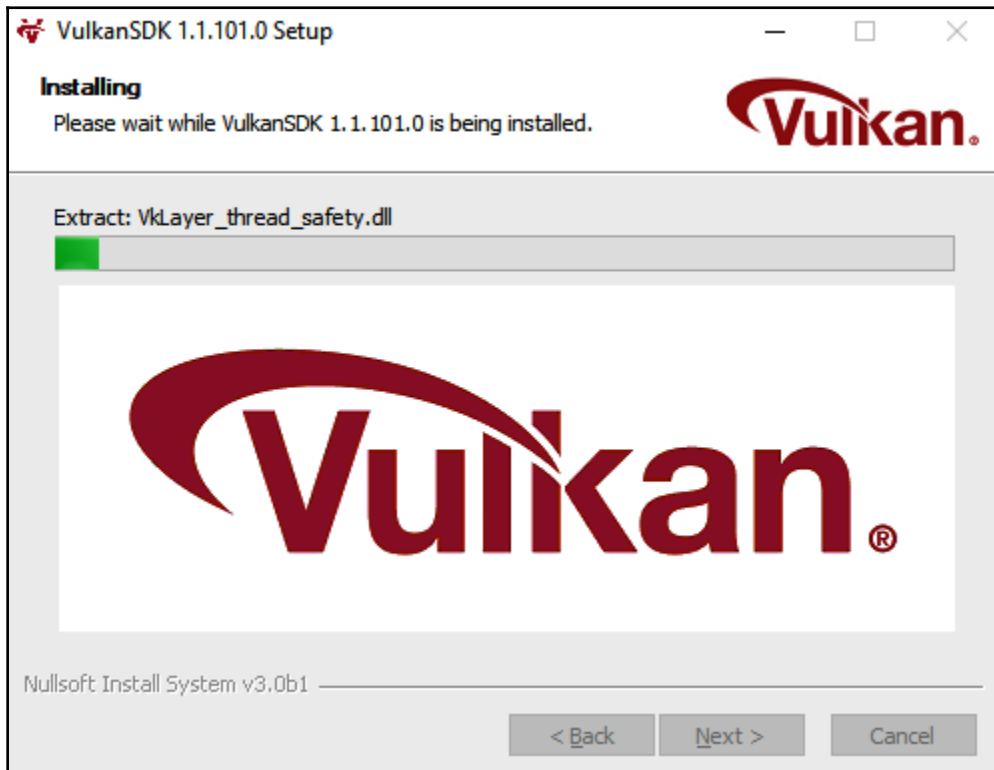 VulkanSDK 1.1.101.0 Setup
Installing
Please wait while VulkanSDK 1.1.101.0 is being installed.
Vulkan®
Extract: VkLayer_thread_safety.dll
Vulkan®
Nullsoft Install System v3.0b1
< Back Next > Cancel